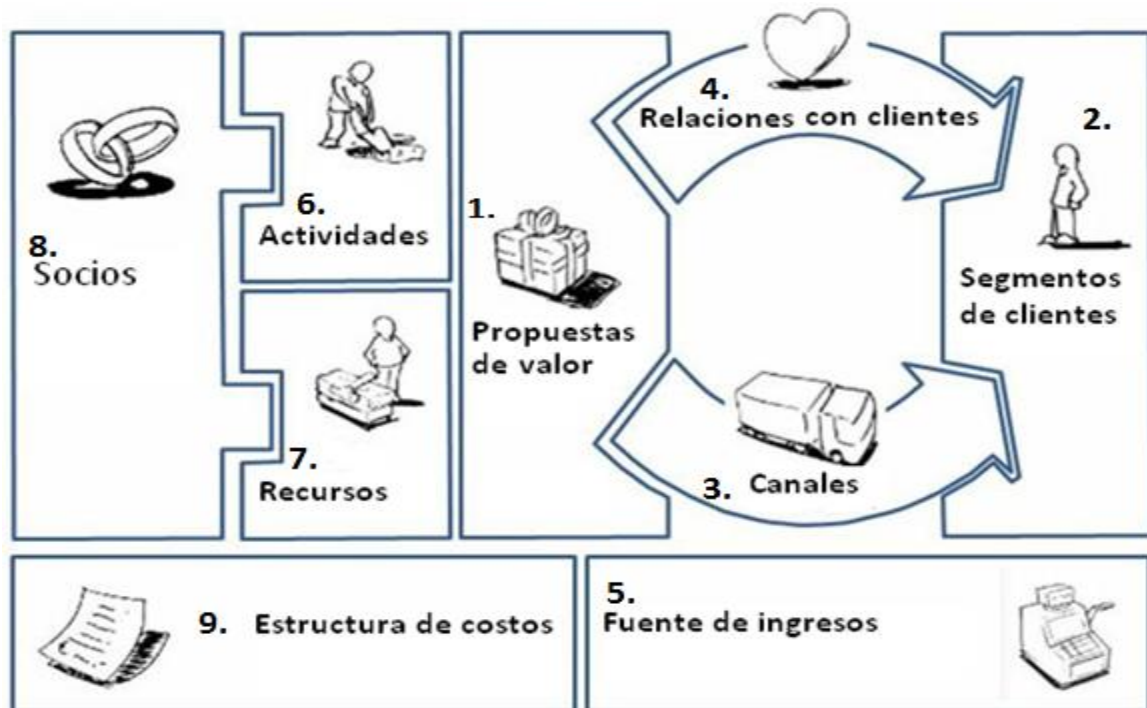 8.
Socios
6.
Actividades
7.
Recursos
1.
Propuestas
de valor
4.
Relaciones con clientes
3. Canales
2.
Segmentos
de clientes
9. Estructura de costos
5.
Fuente de ingresos